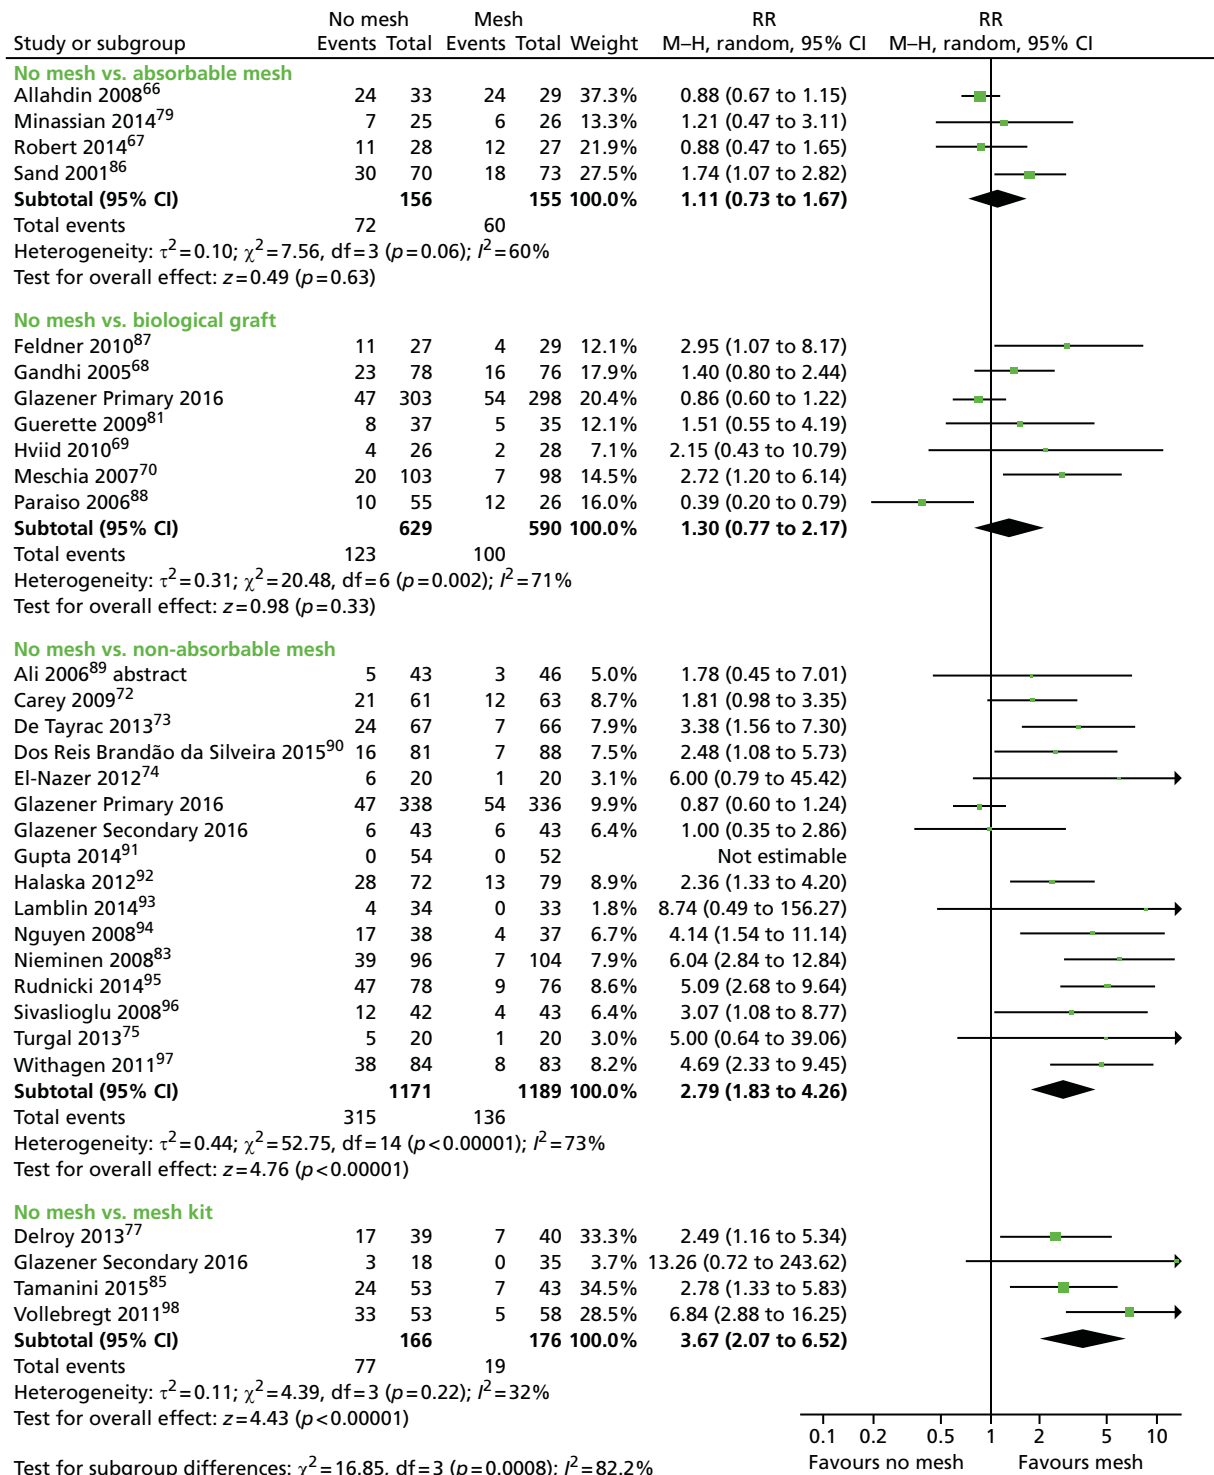 No mesh Mesh RR RR
Study or subgroup Events Total Events Total Weight M–H, random, 95% CI M–H, random, 95% CI
No mesh vs. absorbable mesh
Allahdin 2008⁶⁶ 24 33 24 29 37.3% 0.88 (0.67 to 1.15)
Minassian 2014⁷⁹ 7 25 6 26 13.3% 1.21 (0.47 to 3.11)
Robert 2014⁶⁷ 11 28 12 27 21.9% 0.88 (0.47 to 1.65)
Sand 2001⁸⁶ 30 70 18 73 27.5% 1.74 (1.07 to 2.82)
Subtotal (95% CI) 156 155 100.0% 1.11 (0.73 to 1.67)
Total events 72 60
Heterogeneity: τ²=0.10; χ²=7.56, df=3 (p=0.06); I²=60%
Test for overall effect: z=0.49 (p=0.63)
No mesh vs. biological graft
Feldner 2010⁸⁷ 11 27 4 29 12.1% 2.95 (1.07 to 8.17)
Gandhi 2005⁶⁸ 23 78 16 76 17.9% 1.40 (0.80 to 2.44)
Glazener Primary 2016 47 303 54 298 20.4% 0.86 (0.60 to 1.22)
Guerette 2009⁸¹ 8 37 5 35 12.1% 1.51 (0.55 to 4.19)
Hviid 2010⁶⁹ 4 26 2 28 7.1% 2.15 (0.43 to 10.79)
Meschia 2007⁷⁰ 20 103 7 98 14.5% 2.72 (1.20 to 6.14)
Paraiso 2006⁸⁸ 10 55 12 26 16.0% 0.39 (0.20 to 0.79)
Subtotal (95% CI) 629 590 100.0% 1.30 (0.77 to 2.17)
Total events 123 100
Heterogeneity: τ²=0.31; χ²=20.48, df=6 (p=0.002); I²=71%
Test for overall effect: z=0.98 (p=0.33)
No mesh vs. non-absorbable mesh
Ali 2006⁸⁹ abstract 5 43 3 46 5.0% 1.78 (0.45 to 7.01)
Carey 2009⁷² 21 61 12 63 8.7% 1.81 (0.98 to 3.35)
De Tayrac 2013⁷³ 24 67 7 66 7.9% 3.38 (1.56 to 7.30)
Dos Reis Brandão da Silveira 2015⁹⁰ 16 81 7 88 7.5% 2.48 (1.08 to 5.73)
El-Nazer 2012⁷⁴ 6 20 1 20 3.1% 6.00 (0.79 to 45.42)
Glazener Primary 2016 47 338 54 336 9.9% 0.87 (0.60 to 1.24)
Glazener Secondary 2016 6 43 6 43 6.4% 1.00 (0.35 to 2.86)
Gupta 2014⁹¹ 0 54 0 52 Not estimable
Halaska 2012⁹² 28 72 13 79 8.9% 2.36 (1.33 to 4.20)
Lamblin 2014⁹³ 4 34 0 33 1.8% 8.74 (0.49 to 156.27)
Nguyen 2008⁹⁴ 17 38 4 37 6.7% 4.14 (1.54 to 11.14)
Nieminen 2008⁸³ 39 96 7 104 7.9% 6.04 (2.84 to 12.84)
Rudnicki 2014⁹⁵ 47 78 9 76 8.6% 5.09 (2.68 to 9.64)
Sivaslioglu 2008⁹⁶ 12 42 4 43 6.4% 3.07 (1.08 to 8.77)
Turgal 2013⁷⁵ 5 20 1 20 3.0% 5.00 (0.64 to 39.06)
Withagen 2011⁹⁷ 38 84 8 83 8.2% 4.69 (2.33 to 9.45)
Subtotal (95% CI) 1171 1189 100.0% 2.79 (1.83 to 4.26)
Total events 315 136
Heterogeneity: τ²=0.44; χ²=52.75, df=14 (p<0.00001); I²=73%
Test for overall effect: z=4.76 (p<0.00001)
No mesh vs. mesh kit
Delroy 2013⁷⁷ 17 39 7 40 33.3% 2.49 (1.16 to 5.34)
Glazener Secondary 2016 3 18 0 35 3.7% 13.26 (0.72 to 243.62)
Tamanini 2015⁸⁵ 24 53 7 43 34.5% 2.78 (1.33 to 5.83)
Vollebregt 2011⁹⁸ 33 53 5 58 28.5% 6.84 (2.88 to 16.25)
Subtotal (95% CI) 166 176 100.0% 3.67 (2.07 to 6.52)
Total events 77 19
Heterogeneity: τ²=0.11; χ²=4.39, df=3 (p=0.22); I²=32%
Test for overall effect: z=4.43 (p<0.00001)
0.1 0.2 0.5 1 2 5 10
Favours no mesh Favours mesh
Test for subgroup differences: χ²=16.85, df=3 (p=0.0008); I²=82.2%